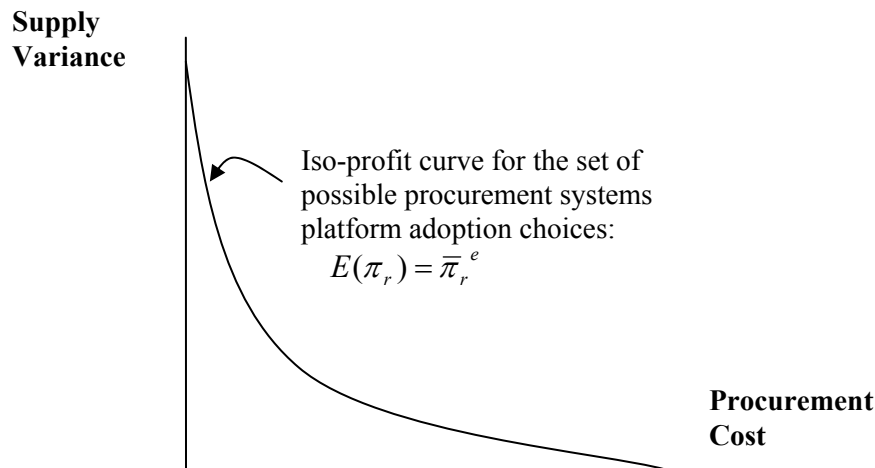 Supply
Variance
Iso-profit curve for the set of
possible procurement systems
platform adoption choices:
E(π_r) = π̄_r^e
Procurement
Cost